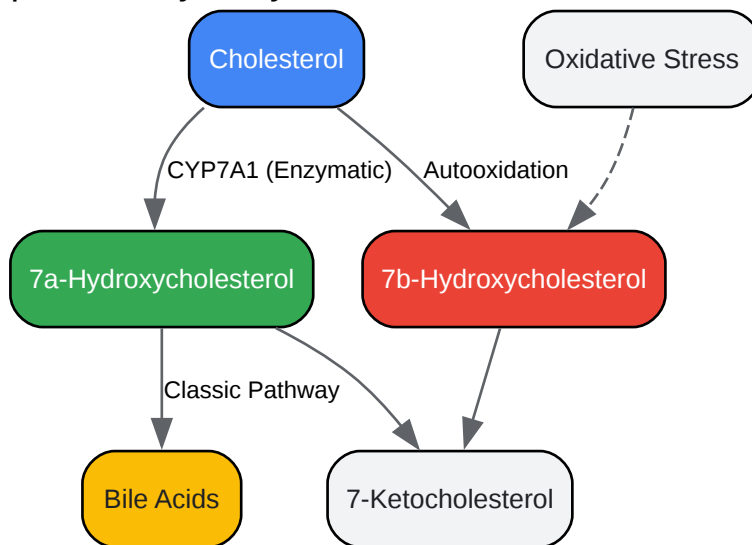 Cholesterol
Oxidative Stress
CYP7A1 (Enzymatic)
Autooxidation
7a-Hydroxycholesterol
7b-Hydroxycholesterol
Classic Pathway
Bile Acids
7-Ketocholesterol